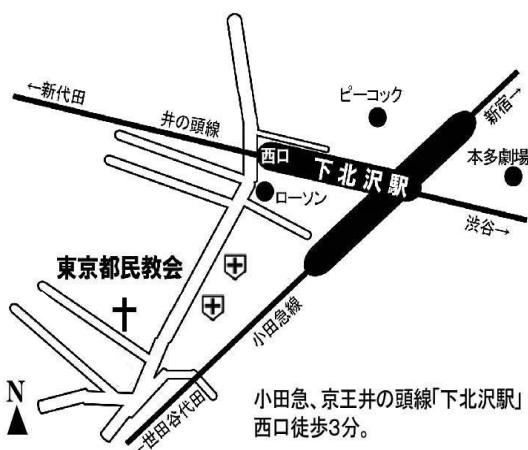 ←新代田
井の頭線
ピーコック
新宿→
西口
下北沢駅
本多劇場
ローソン
渋谷→
東京都民教会
小田急線
←世田谷代田
N
小田急、京王井の頭線「下北沢駅」
西口徒歩3分。